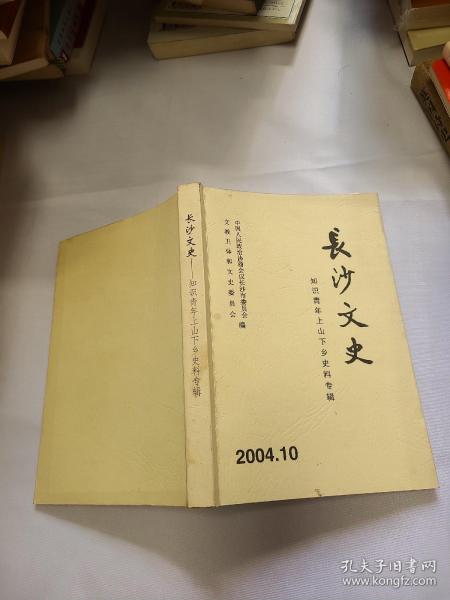 長沙文史
知识青年上山下乡史料专辑
中国人民政治协商会议长沙市委员会
文教卫体和文史委员会
编
2004.10
长沙文史——知识青年上山下乡史料专辑
孔夫子旧书网
www.kongfz.com